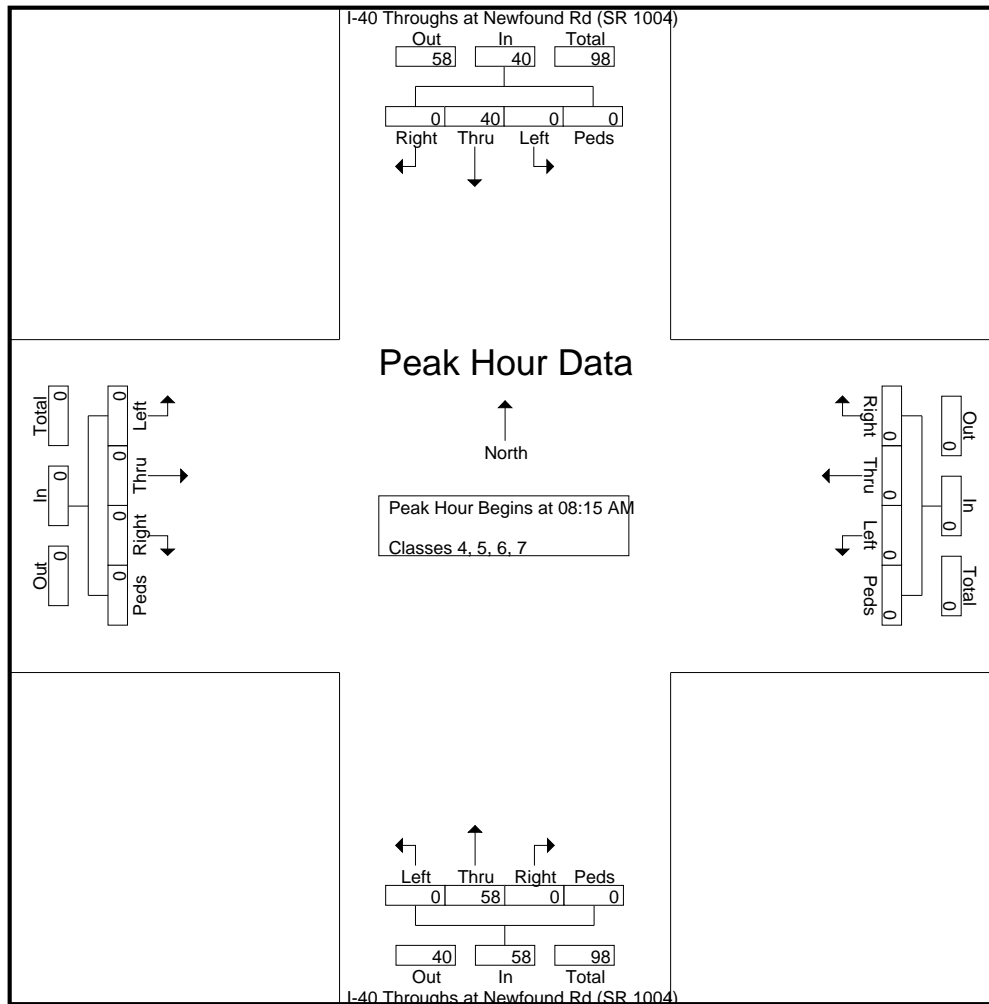 I-40 Throughs at Newfound Rd (SR 1004)
Out In Total
58 40 98
0 40 0 0
Right Thru Left Peds
Peak Hour Data
North
Peak Hour Begins at 08:15 AM
Classes 4, 5, 6, 7
Total In Out
0 0 0
0 0 0 0
Left Thru Right Peds
Right Thru Left Peds
0 0 0 0
Out In Total
0 0 0
Left Thru Right Peds
0 58 0 0
40 58 98
Out In Total
I-40 Throughs at Newfound Rd (SR 1004)